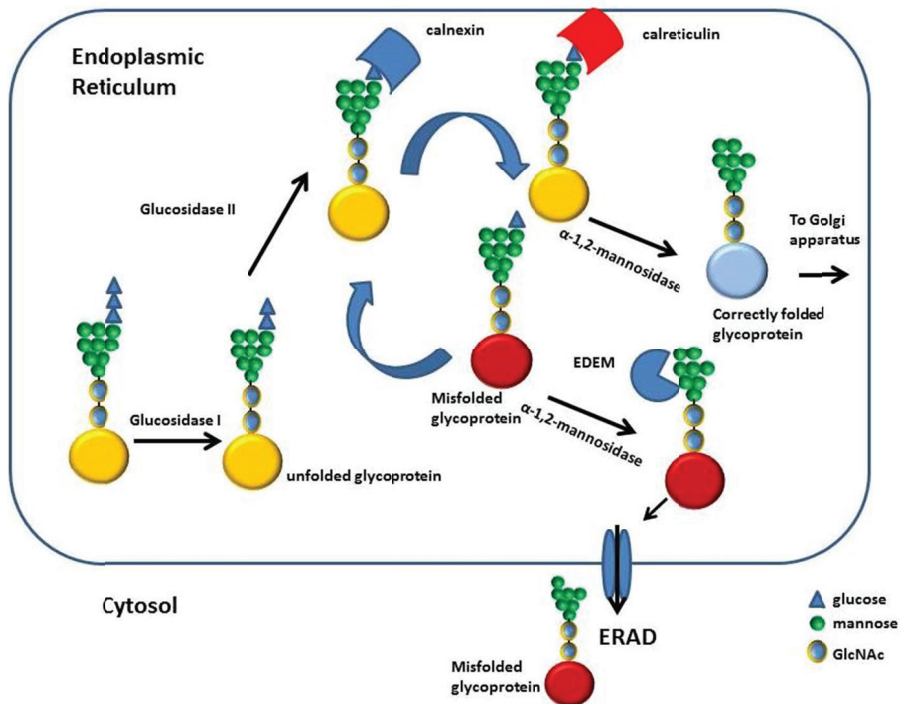 Endoplasmic
Reticulum
calnexin
calreticulin
Glucosidase II
α-1,2-mannosidase
To Golgi
apparatus
Correctly folded
glycoprotein
Glucosidase I
unfolded glycoprotein
Misfolded
glycoprotein
α-1,2-mannosidase
EDEM
Cytosol
ERAD
Misfolded
glycoprotein
glucose
mannose
GlcNAc